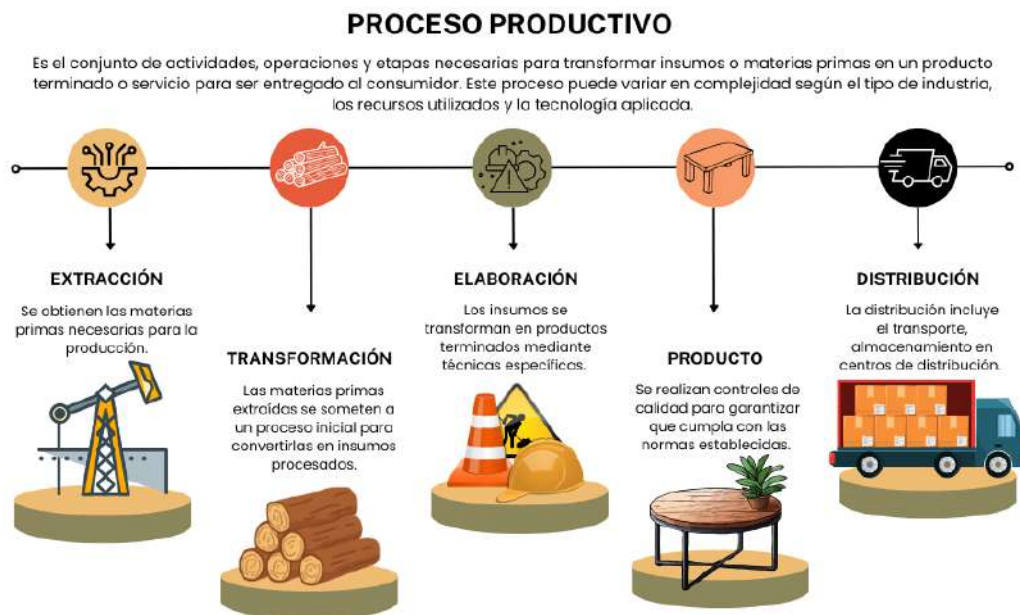 PROCESO PRODUCTIVO
Es el conjunto de actividades, operaciones y etapas necesarias para transformar insumos o materias primas en un producto
terminado o servicio para ser entregado al consumidor. Este proceso puede variar en complejidad según el tipo de industria,
los recursos utilizados y la tecnología aplicada.
EXTRACCIÓN
Se obtienen las materias
primas necesarias para la
producción.
TRANSFORMACIÓN
Las materias primas
extraídas se someten a
un proceso inicial para
convertirlas en insumos
procesados.
ELABORACIÓN
Los insumos se
transforman en productos
terminados mediante
técnicas específicas.
PRODUCTO
Se realizan controles de
calidad para garantizar
que cumpla con las
normas establecidas.
DISTRIBUCIÓN
La distribución incluye
el transporte,
almacenamiento en
centros de distribución.